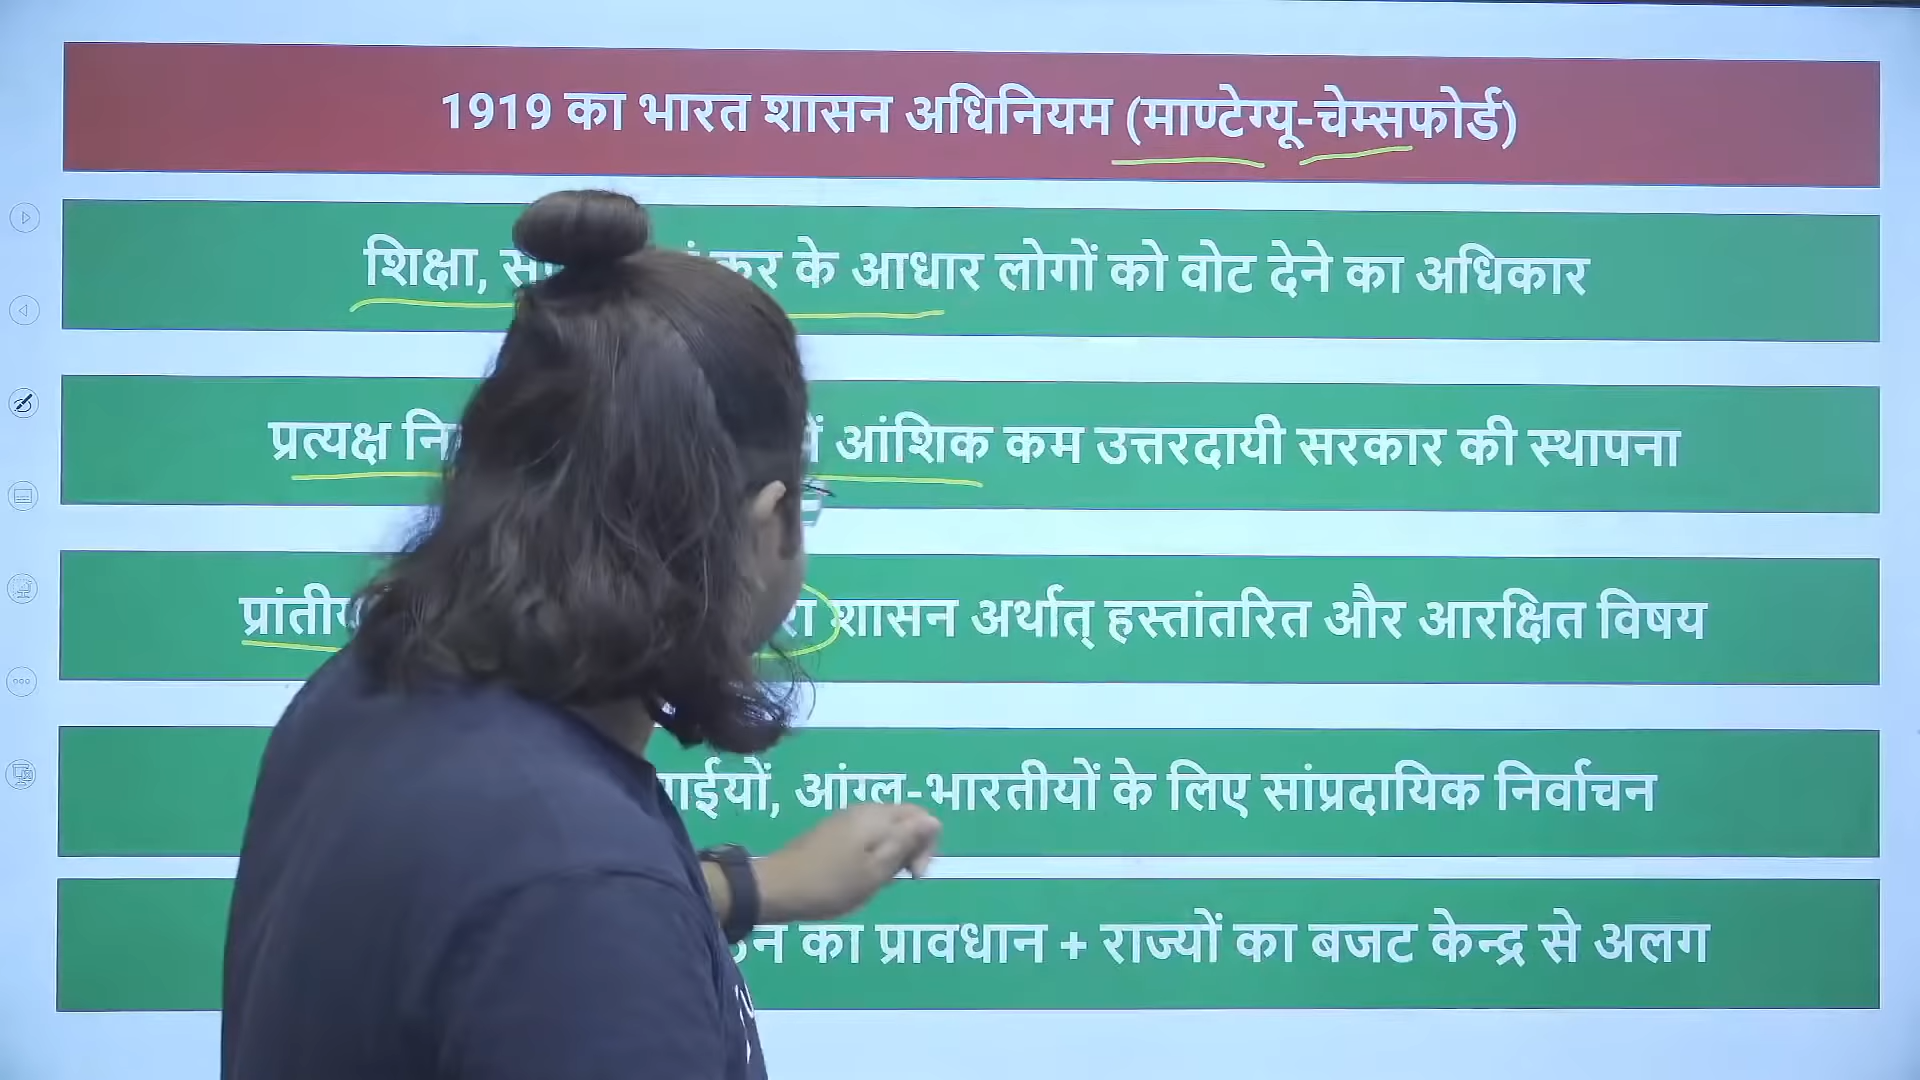 1919 का भारत शासन अधिनियम (माण्टेग्यू-चेम्सफोर्ड)
शिक्षा, कर के आधार लोगों को वोट देने का अधिकार
प्रत्यक्ष में आंशिक कम उत्तरदायी सरकार की स्थापना
शासन अर्थात् हस्तांतरित और आरक्षित विषय
आंग्ल-भारतीयों के लिए सांप्रदायिक निर्वाचन
का प्रावधान + राज्यों का बजट केन्द्र से अलग